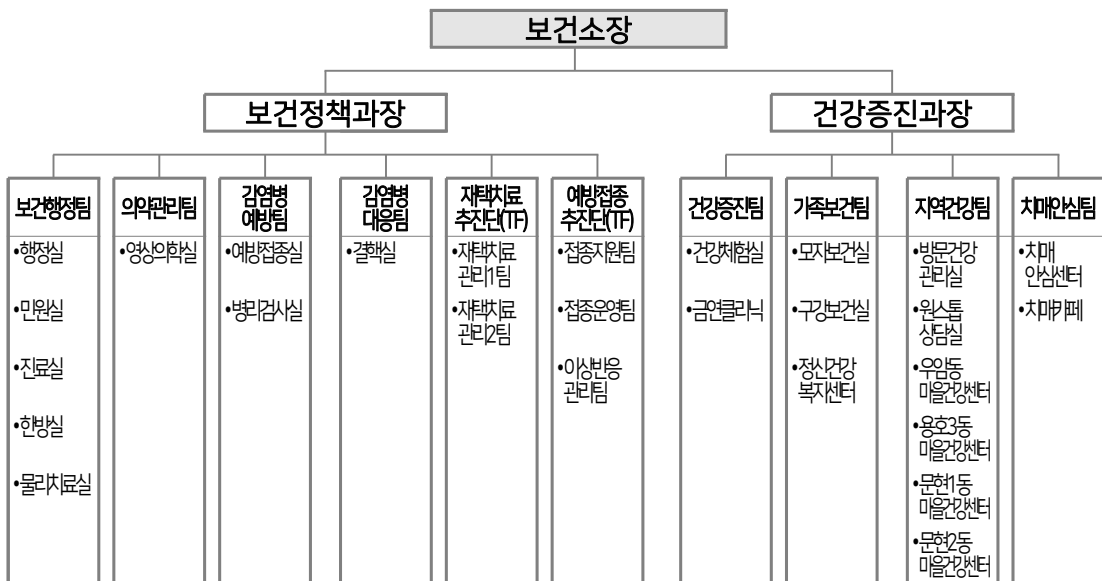 보건소장
보건정책과장
건강증진과장
보건행정팀
•행정실
•민원실
•진료실
•한방실
•물리치료실
의약관리팀
•영상의학실
감염병
예방팀
•예방접종실
•병리검사실
감염병
대응팀
•결핵실
재택치료
추진단(TF)
•재택치료
관리1팀
•재택치료
관리2팀
예방접종
추진단(TF)
•접종지원팀
•접종운영팀
•이상반응
관리팀
건강증진팀
•건강체험실
•금연클리닉
가족보건팀
•모자보건실
•구강보건실
•정신건강
복지센터
지역건강팀
•방문건강
관리실
•원스톱
상담실
•우암동
마을건강센터
•용호3동
마을건강센터
•문현1동
마을건강센터
•문현2동
마을건강센터
치매안심팀
•치매
안심센터
•치매카페